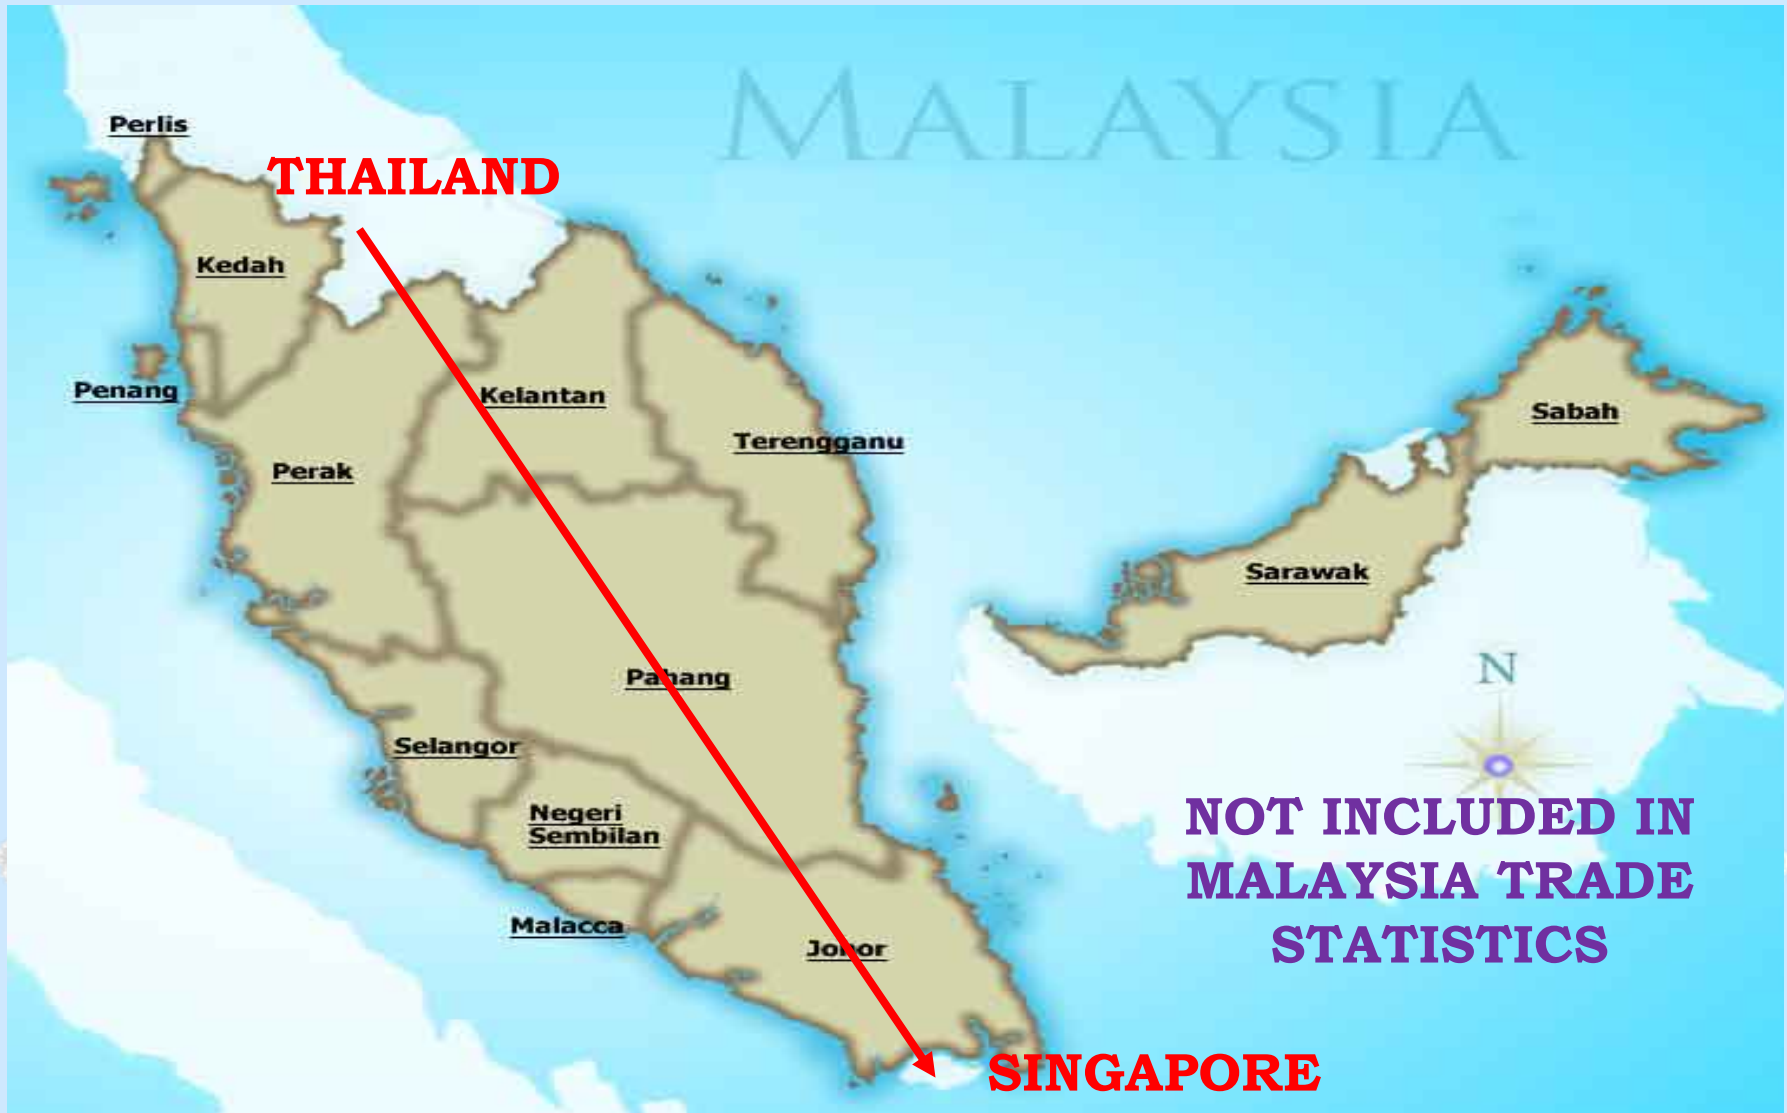 MALAYSIA
Perlis
THAILAND
Kedah
Penang
Kelantan
Terengganu
Sabah
Perak
Sarawak
Pahang
N
Selangor
Negeri
Sembilan
NOT INCLUDED IN
MALAYSIA TRADE
STATISTICS
Malacca
Johor
SINGAPORE